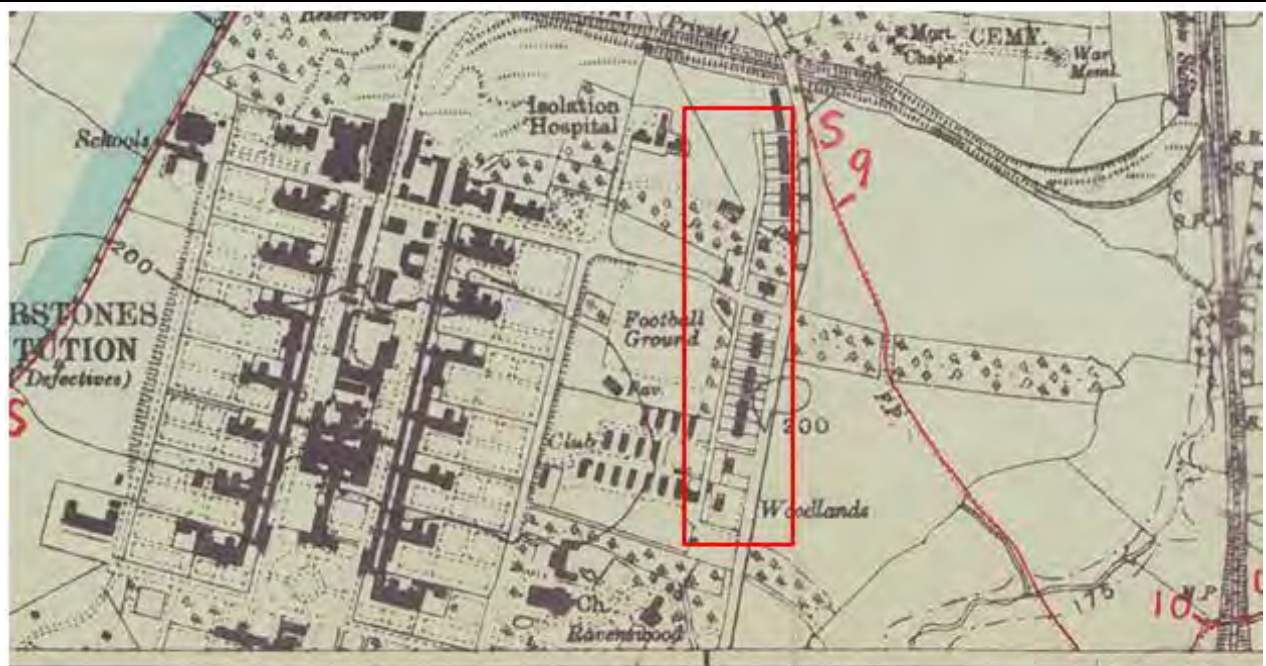 Reservoir
(Private)
Mort.
Chape.
CEMY.
War
Meml.
Isolation
Hospital
Schools
S 9
S.B.
200
RSTONES
TUTION
(Defectives)
S
Football
Ground
Pav.
Club
F.P.
200
Woodlands
Ch.
Ravenswood
175
M.P.
10